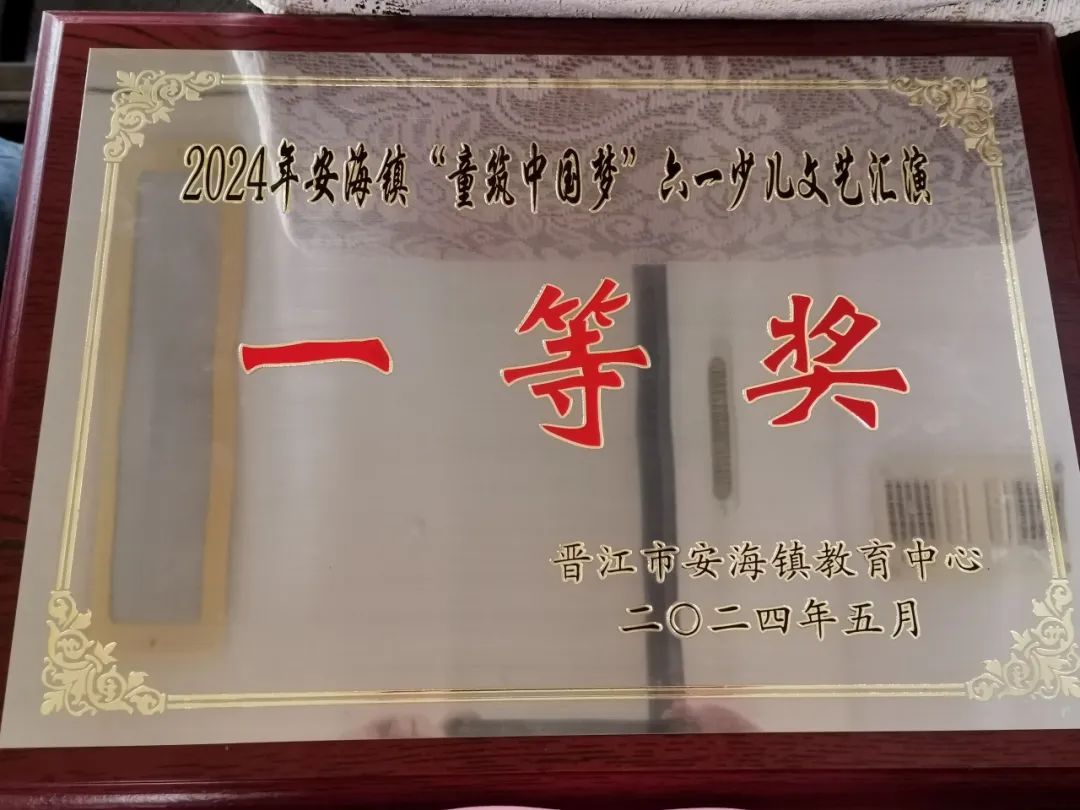 2024年安海镇“童筑中国梦”六一少儿文艺汇演
一等奖
晋江市安海镇教育中心
二〇二四年五月